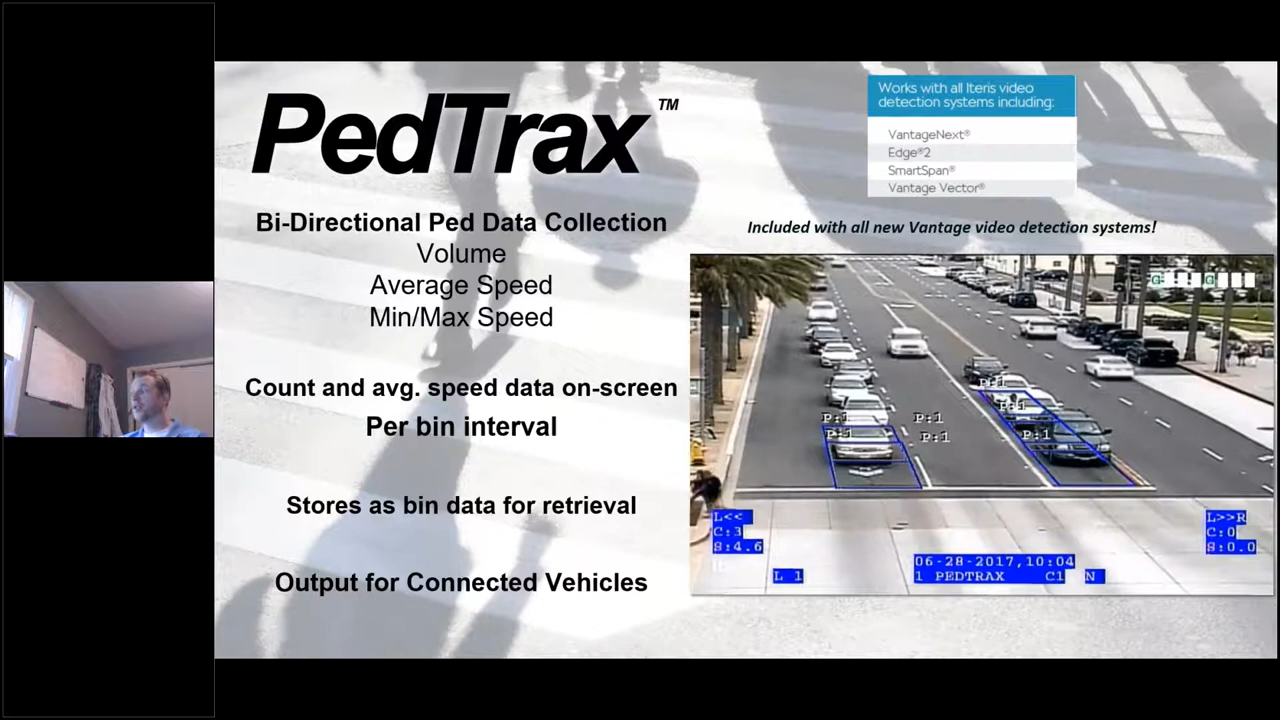 PedTrax™
Bi-Directional Ped Data Collection
Volume
Average Speed
Min/Max Speed
Count and avg. speed data on-screen
Per bin interval
Stores as bin data for retrieval
Output for Connected Vehicles
Works with all Iteris video
detection systems including:
VantageNext®
Edge®2
SmartSpan®
Vantage Vector®
Included with all new Vantage video detection systems!
P:1
P:1
P:1
P:1
P:1
P:1
P:1
L<<
C:3
S:4.6
L>>R
C:0
S:0.0
06-28-2017,10:04
1 PEDTRAX C1 N
L 1